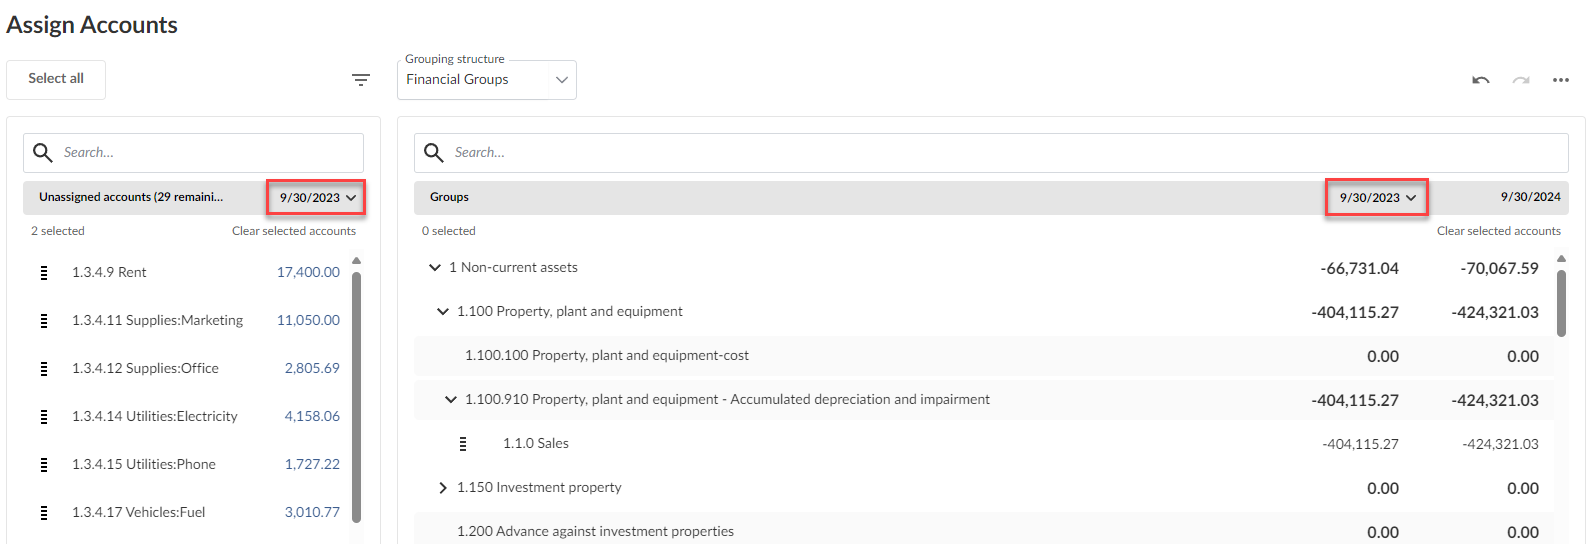 Assign Accounts
Select all
Grouping structure
Financial Groups
Search...
Unassigned accounts (29 remaini... 9/30/2023
2 selected Clear selected accounts
1.3.4.9 Rent 17,400.00
1.3.4.11 Supplies:Marketing 11,050.00
1.3.4.12 Supplies:Office 2,805.69
1.3.4.14 Utilities:Electricity 4,158.06
1.3.4.15 Utilities:Phone 1,727.22
1.3.4.17 Vehicles:Fuel 3,010.77
Search...
Groups 9/30/2023 9/30/2024
0 selected Clear selected accounts
1 Non-current assets -66,731.04 -70,067.59
1.100 Property, plant and equipment -404,115.27 -424,321.03
1.100.100 Property, plant and equipment-cost 0.00 0.00
1.100.910 Property, plant and equipment - Accumulated depreciation and impairment -404,115.27 -424,321.03
1.1.0 Sales -404,115.27 -424,321.03
1.150 Investment property 0.00 0.00
1.200 Advance against investment properties 0.00 0.00